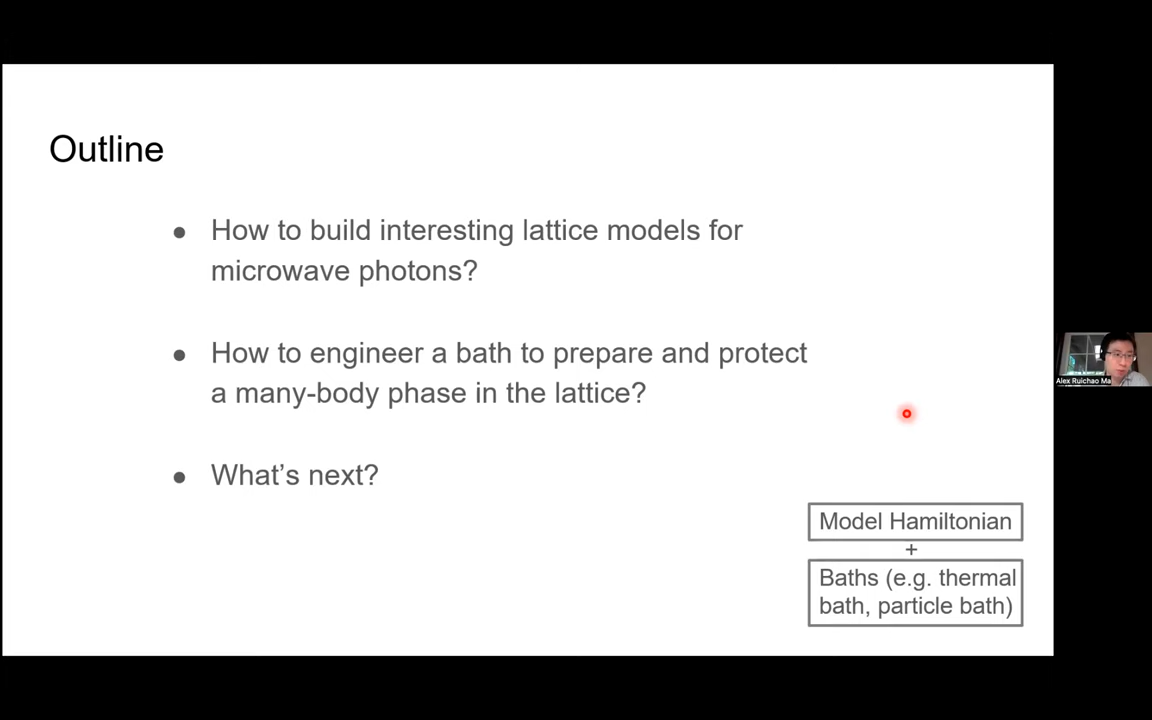 Outline
● How to build interesting lattice models for
microwave photons?
● How to engineer a bath to prepare and protect
a many-body phase in the lattice?
● What’s next?
Model Hamiltonian
+
Baths (e.g. thermal
bath, particle bath)
Alex Ruichao Ma